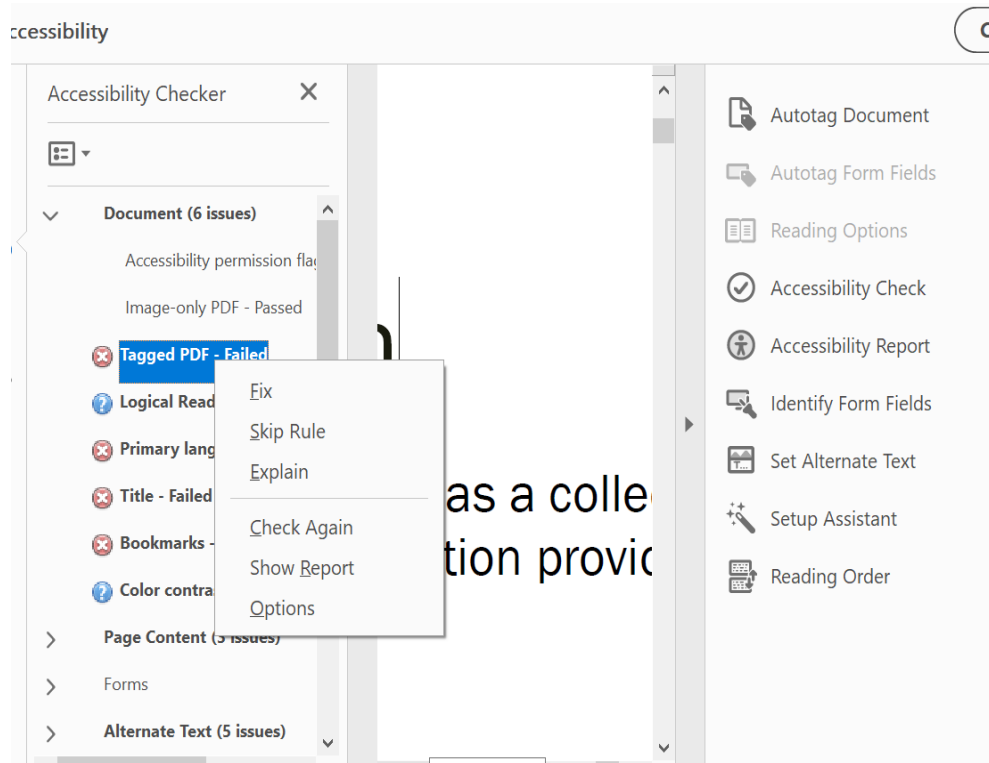 ccessibility
Accessibility Checker
Document (6 issues)
Accessibility permission
Image-only PDF - Passed
Tagged PDF - Failed
Logical Read
Primary lang
Title - Failed
Bookmarks -
Color contra
Page Content (3 issues)
Forms
Alternate Text (5 issues)
Fix
Skip Rule
Explain
Check Again
Show Report
Options
as a colle
tion provid
Autotag Document
Autotag Form Fields
Reading Options
Accessibility Check
Accessibility Report
Identify Form Fields
Set Alternate Text
Setup Assistant
Reading Order